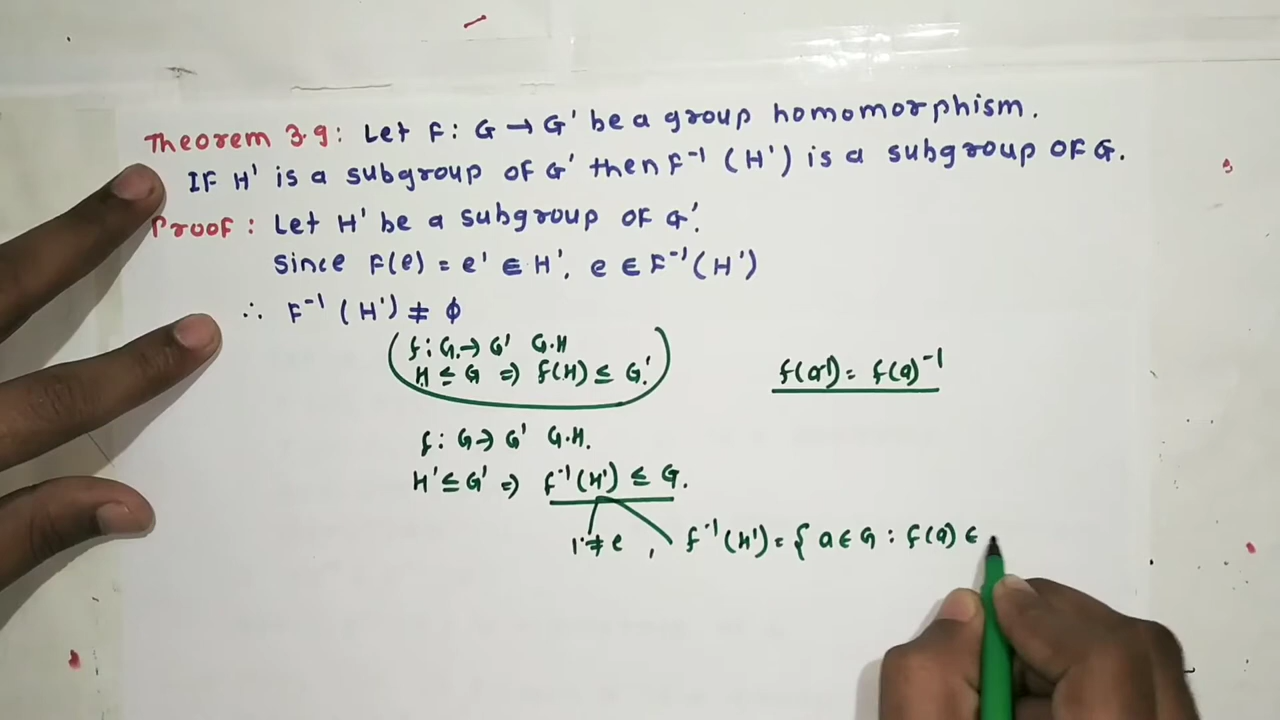 Theorem 3.9: Let F: G → G' be a group homomorphism.
IF H' is a subgroup OF G' then F⁻¹ (H') is a subgroup OF G.
Proof: Let H' be a subgroup OF G'.
Since F(e) = e' ∈ H', e ∈ F⁻¹(H')
∴ F⁻¹ (H') ≠ ϕ
f: G → G' G.H
H ≤ G ⇒ f(H) ≤ G'.
f(a⁻¹) = f(a)⁻¹
f: G → G' G.H.
H' ≤ G' ⇒ f⁻¹(H') ≤ G.
, f⁻¹(H') = { a ∈ G : f(a) ∈